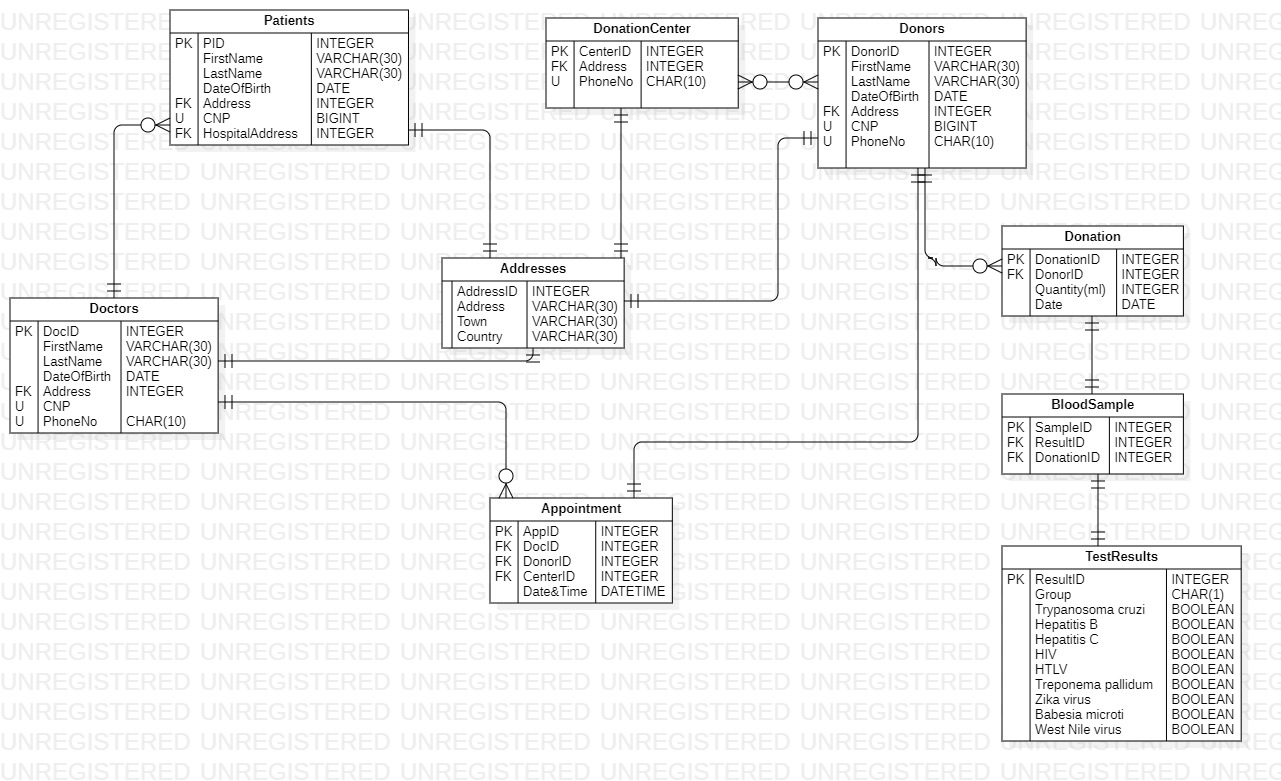 Patients
PK PID INTEGER
FirstName VARCHAR(30)
LastName VARCHAR(30)
DateOfBirth DATE
FK Address INTEGER
U CNP BIGINT
FK HospitalAddress INTEGER
DonationCenter
PK CenterID INTEGER
FK Address INTEGER
U PhoneNo CHAR(10)
Donors
PK DonorID INTEGER
FirstName VARCHAR(30)
LastName VARCHAR(30)
DateOfBirth DATE
FK Address INTEGER
U CNP BIGINT
U PhoneNo CHAR(10)
Donation
PK DonationID INTEGER
FK DonorID INTEGER
Quantity(ml) INTEGER
Date DATE
Addresses
AddressID INTEGER
Address VARCHAR(30)
Town VARCHAR(30)
Country VARCHAR(30)
Doctors
PK DocID INTEGER
FirstName VARCHAR(30)
LastName VARCHAR(30)
DateOfBirth DATE
FK Address INTEGER
U CNP
U PhoneNo CHAR(10)
BloodSample
PK SampleID INTEGER
FK ResultID INTEGER
FK DonationID INTEGER
Appointment
PK AppID INTEGER
FK DocID INTEGER
FK DonorID INTEGER
FK CenterID INTEGER
Date&Time DATETIME
TestResults
PK ResultID INTEGER
Group CHAR(1)
Trypanosoma cruzi BOOLEAN
Hepatitis B BOOLEAN
Hepatitis C BOOLEAN
HIV BOOLEAN
HTLV BOOLEAN
Treponema pallidum BOOLEAN
Zika virus BOOLEAN
Babesia microti BOOLEAN
West Nile virus BOOLEAN
UNREGISTERED